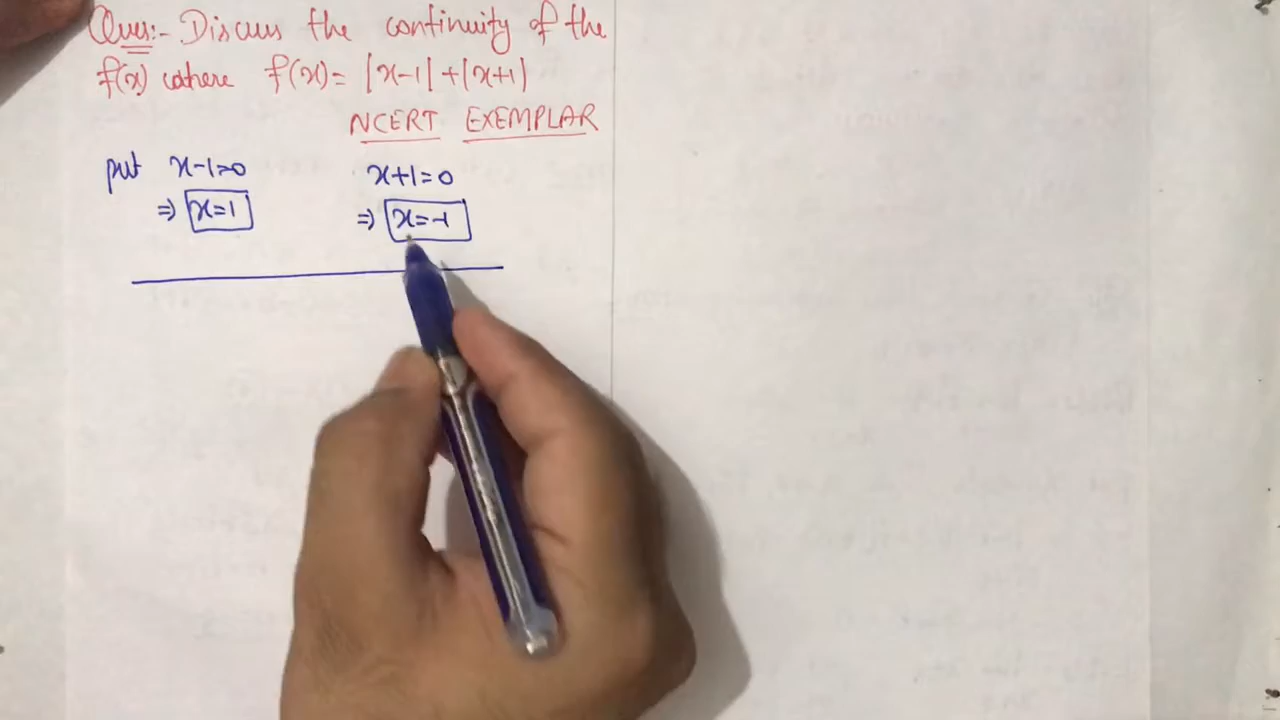 Ques:- Discuss the continuity of the
f(x) where f(x)= |x-1|+|x+1|
NCERT EXEMPLAR
put x-1=0 x+1=0
⇒ x=1 ⇒ x=-1